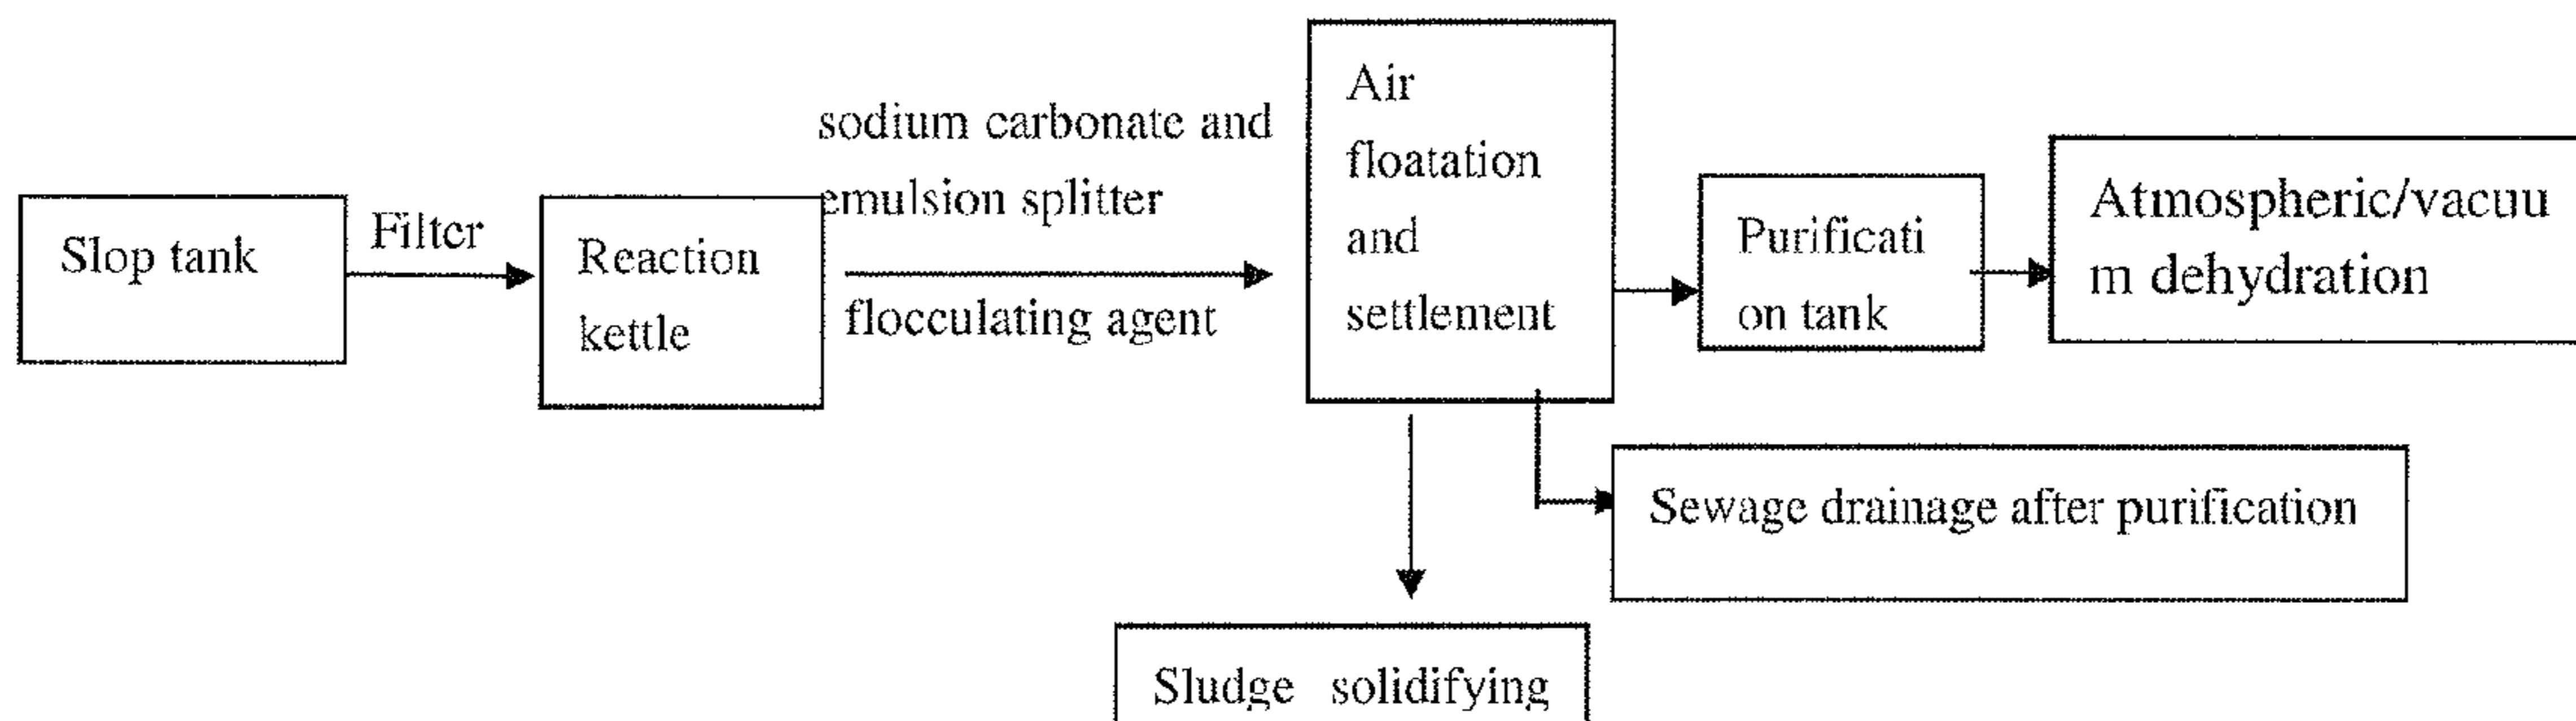 Slop tank
Filter
Reaction
kettle
sodium carbonate and
emulsion splitter
flocculating agent
Air
floatation
and
settlement
Purificati
on tank
Atmospheric/vacuu
m dehydration
Sewage drainage after purification
Sludge solidifying